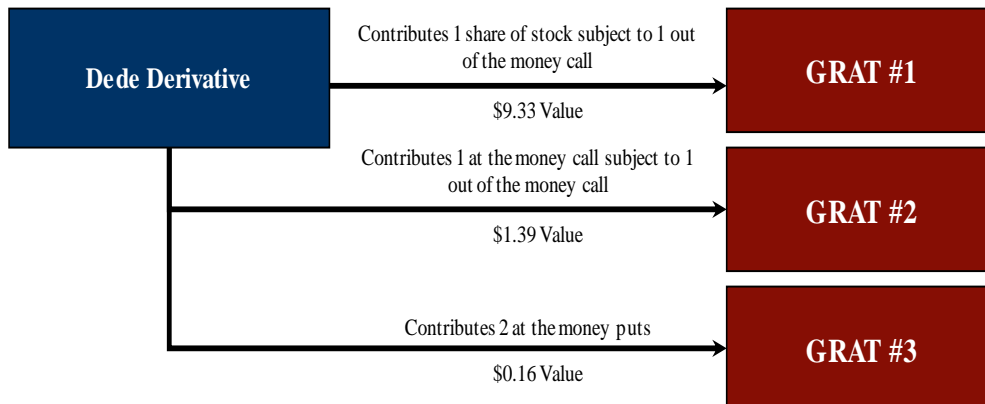 Dede Derivative
Contributes 1 share of stock subject to 1 out
of the money call
$9.33 Value
GRAT #1
Contributes 1 at the money call subject to 1
out of the money call
$1.39 Value
GRAT #2
Contributes 2 at the money puts
$0.16 Value
GRAT #3